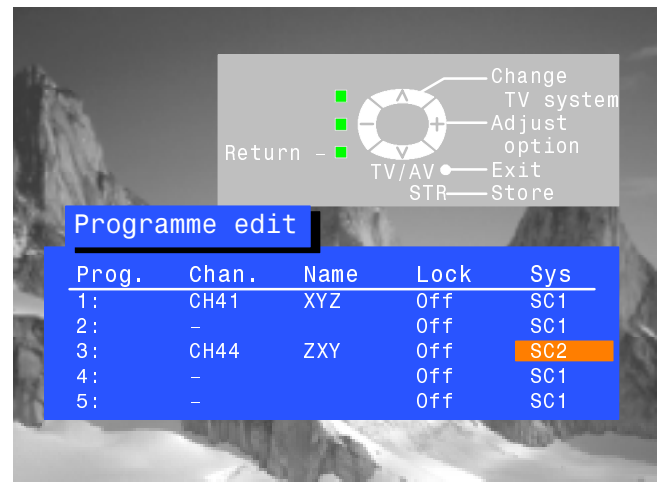 Change
TV system
Adjust
option
Return –
TV/AV
Exit
STR
Store
Programme edit
Prog. Chan. Name Lock Sys
1: CH41 XYZ Off SC1
2: – Off SC1
3: CH44 ZXY Off SC2
4: – Off SC1
5: – Off SC1